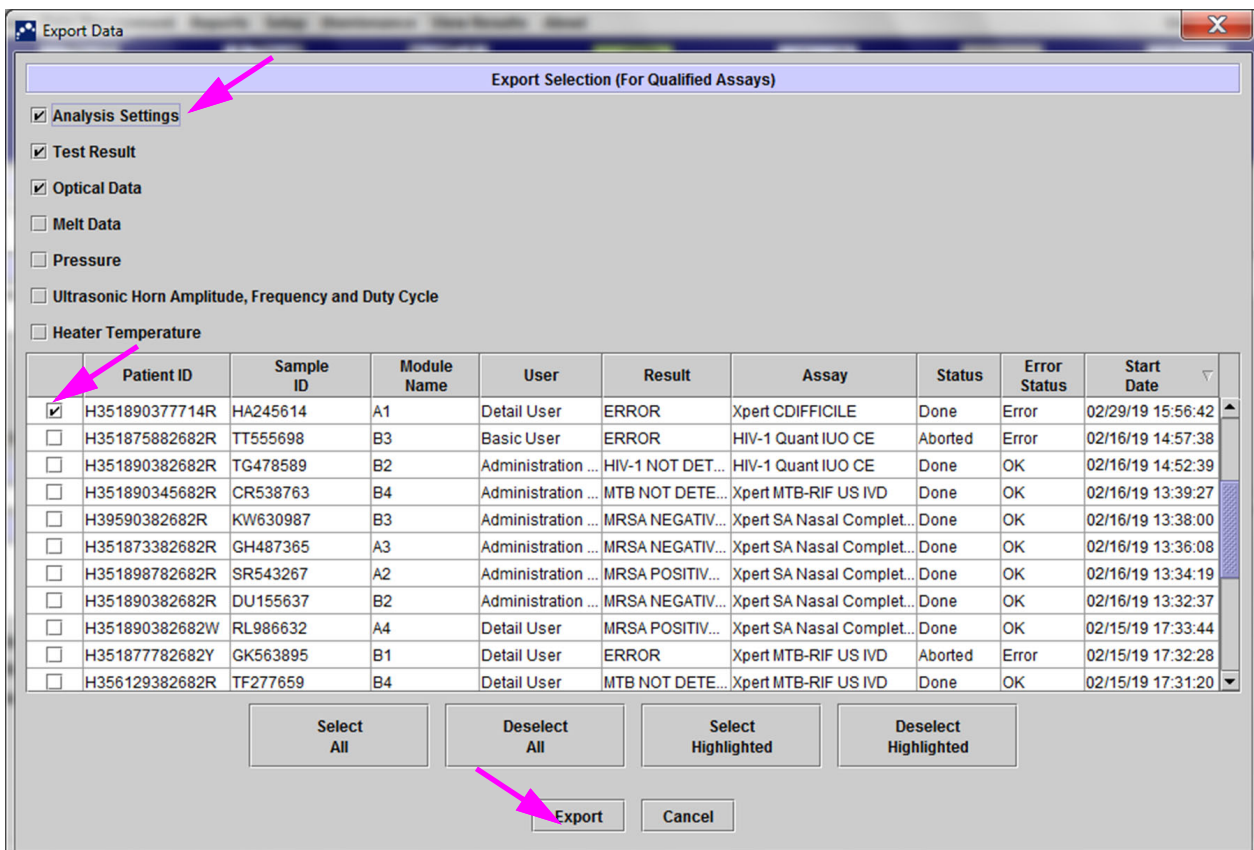 Export Data
Export Selection (For Qualified Assays)
Analysis Settings
Test Result
Optical Data
Melt Data
Pressure
Ultrasonic Horn Amplitude, Frequency and Duty Cycle
Heater Temperature
Patient ID Sample ID Module Name User Result Assay Status Error Status Start Date
H351890377714R HA245614 A1 Detail User ERROR Xpert CDIFFICILE Done Error 02/29/19 15:56:42
H351875882682R TT555698 B3 Basic User ERROR HIV-1 Quant IUO CE Aborted Error 02/16/19 14:57:38
H351890382682R TG478589 B2 Administration ... HIV-1 NOT DET... HIV-1 Quant IUO CE Done OK 02/16/19 14:52:39
H351890345682R CR538763 B4 Administration ... MTB NOT DETE... Xpert MTB-RIF US IVD Done OK 02/16/19 13:39:27
H39590382682R KW630987 B3 Administration ... MRSA NEGATIV... Xpert SA Nasal Complet... Done OK 02/16/19 13:38:00
H351873382682R GH487365 A3 Administration ... MRSA NEGATIV... Xpert SA Nasal Complet... Done OK 02/16/19 13:36:08
H351898782682R SR543267 A2 Administration ... MRSA POSITIV... Xpert SA Nasal Complet... Done OK 02/16/19 13:34:19
H351890382682R DU155637 B2 Administration ... MRSA NEGATIV... Xpert SA Nasal Complet... Done OK 02/16/19 13:32:37
H351890382682W RL986632 A4 Detail User MRSA POSITIV... Xpert SA Nasal Complet... Done OK 02/15/19 17:33:44
H351877782682Y GK563895 B1 Detail User ERROR Xpert MTB-RIF US IVD Aborted Error 02/15/19 17:32:28
H356129382682R TF277659 B4 Detail User MTB NOT DETE... Xpert MTB-RIF US IVD Done OK 02/15/19 17:31:20
Select All Deselect All Select Highlighted Deselect Highlighted
Export Cancel